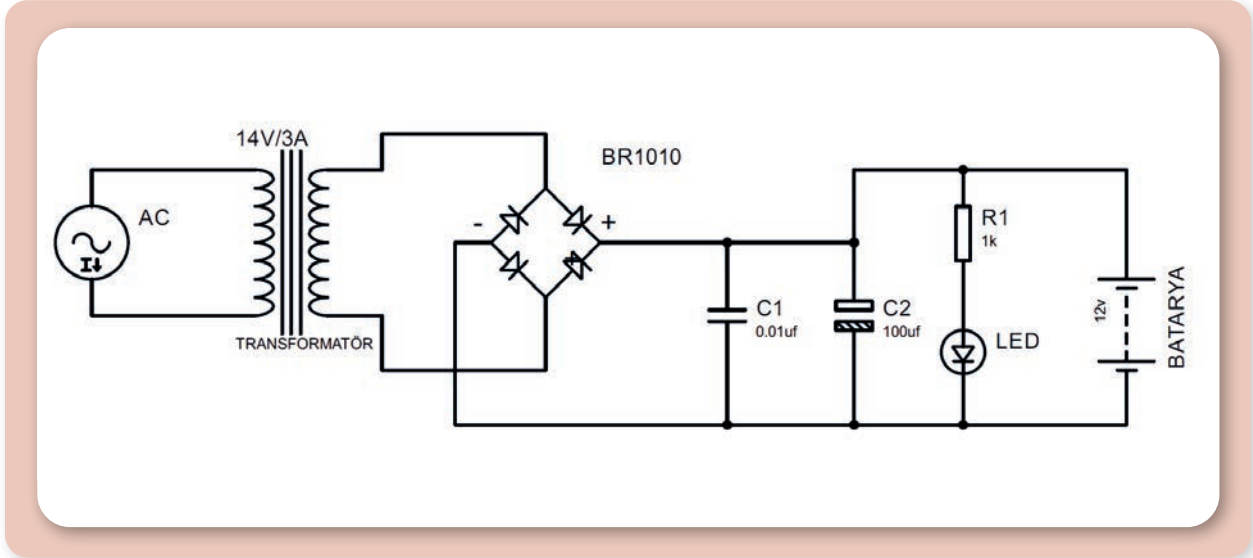 14V/3A
BR1010
AC
I
- +
R1
1k
C1
0.01uf
C2
100uf
LED
12v
BATARYA
TRANSFORMATÖR